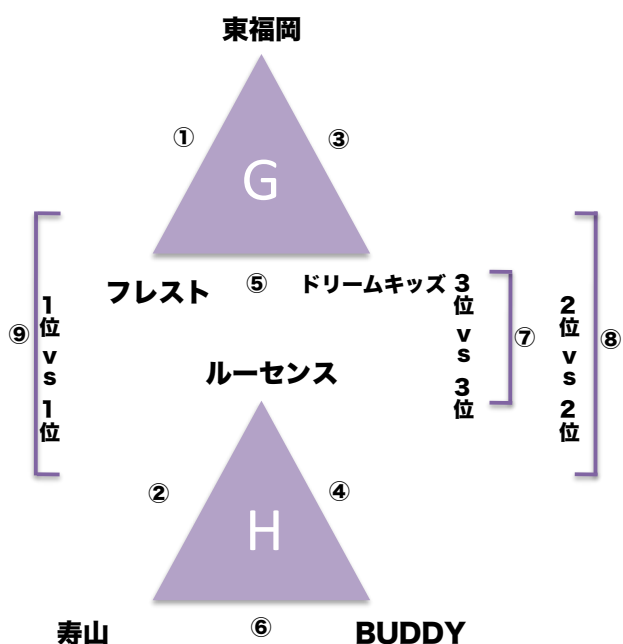 東福岡
①
③
G
フレスト
⑤
ドリームキッズ
⑨
1位 vs 1位
3位 vs 3位
⑦
2位 vs 2位
⑧
ルーセンス
②
④
H
寿山
⑥
BUDDY